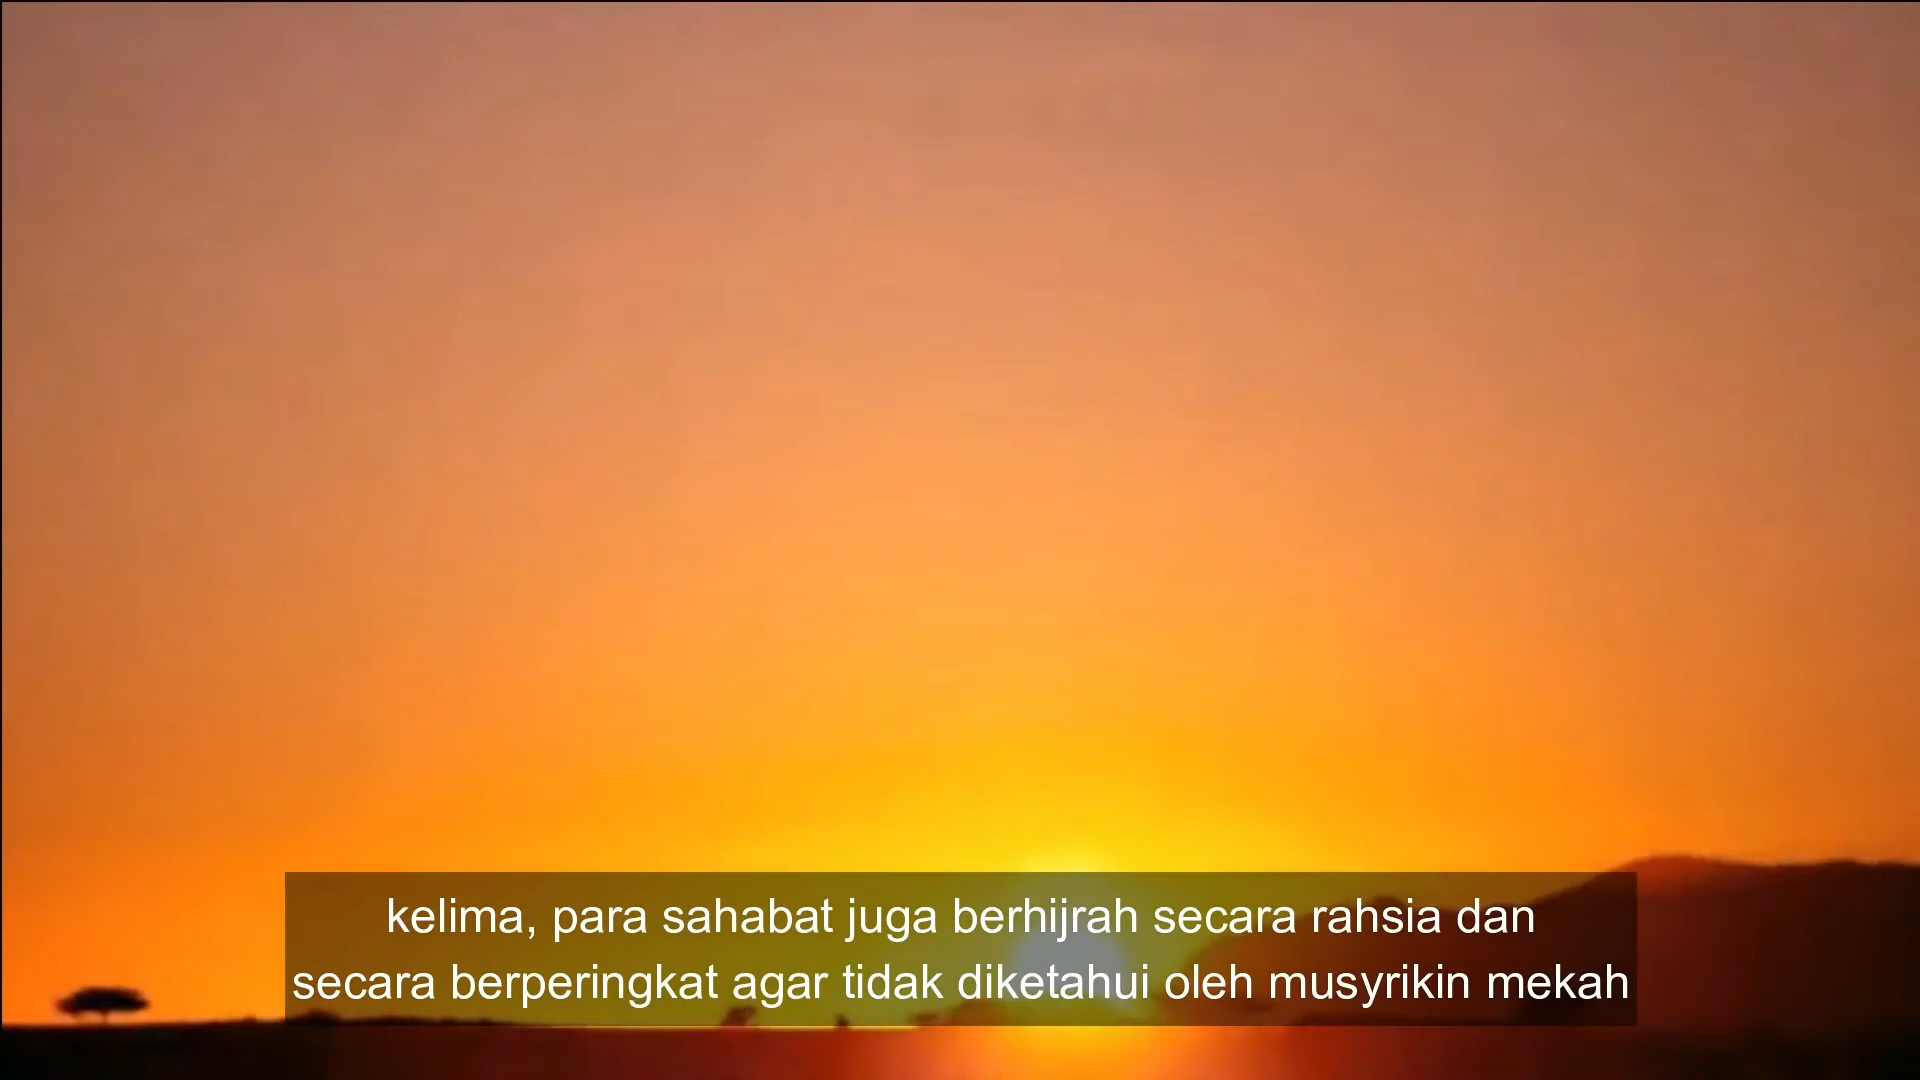 kelima, para sahabat juga berhijrah secara rahsia dan
secara berperingkat agar tidak diketahui oleh musyrikin mekah